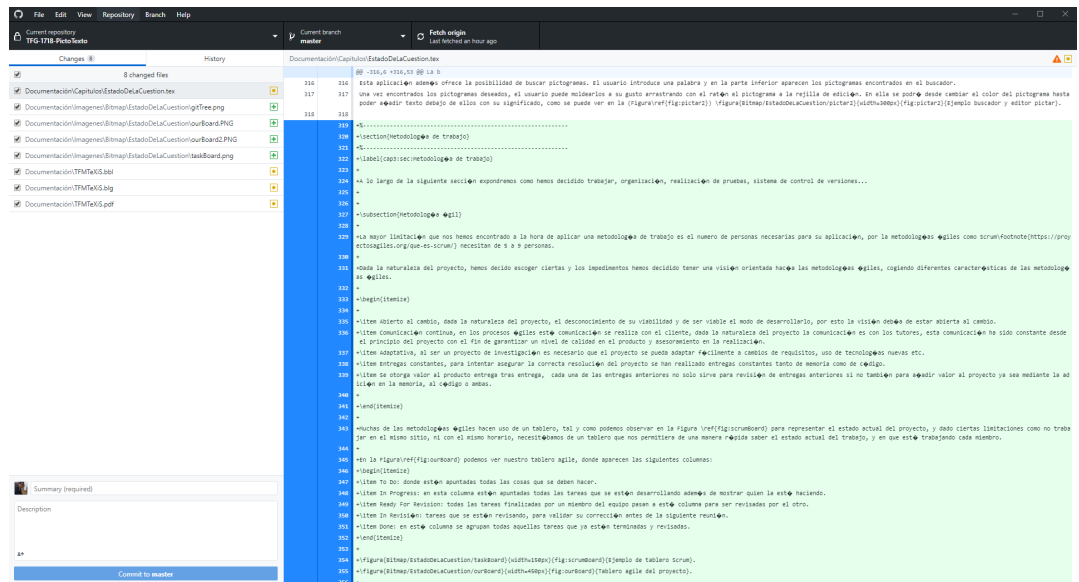 File Edit View Repository Branch Help
Current repository
TFG-1718-PictoTexto
Current branch
master
Fetch origin
Last fetched an hour ago
Changes 8
History
8 changed files
Documentación\Capitulos\EstadoDeLaCuestion.tex
Documentación\Imagenes\Bitmap\EstadoDeLaCuestion\gitTree.png
Documentación\Imagenes\Bitmap\EstadoDeLaCuestion\ourBoard.PNG
Documentación\Imagenes\Bitmap\EstadoDeLaCuestion\ourBoard2.PNG
Documentación\Imagenes\Bitmap\EstadoDeLaCuestion\taskBoard.png
Documentación\TFMTeXiS.bbl
Documentación\TFMTeXiS.blg
Documentación\TFMTeXiS.pdf
Summary (required)
Description
Commit to master
Documentación\Capitulos\EstadoDeLaCuestion.tex
@@ -316,6 +316,53 @@ La b
316 316 Esta aplicaci�n adem�s ofrece la posibilidad de buscar pictogramas. El usuario introduce una palabra y en la parte inferior aparecen los pictogramas encontrados en el buscador.
317 317 Una vez encontrados los pictogramas deseados, el usuario puede moldearlos a su gusto arrastrando con el rat�n el pictograma a la rejilla de edici�n. En ella se podr� desde cambiar el color del pictograma hasta
poder a�adir texto debajo de ellos con su significado, como se puede ver en la (Figura\ref{fig:pictar2}) \figura{Bitmap/EstadoDeLaCuestion/pictar2}{width=300px}{fig:pictar2}{Ejemplo buscador y editor pictar}.
318 318
319 +%------------------------------------------------------------
320 +\section{Metodolog�a de trabajo}
321 +%------------------------------------------------------------
322 +\label{cap3:sec:metodolog�a de trabajo}
323 +
324 +A lo largo de la siguiente secci�n expondremos como hemos decidido trabajar, organizaci�n, realizaci�n de pruebas, sistema de control de versiones...
325 +
326 +
327 +\subsection{Metodolog�a �gil}
328 +
329 +La mayor limitaci�n que nos hemos encontrado a la hora de aplicar una metodolog�a de trabajo es el numero de personas necesarias para su aplicaci�n, por la metodolog�as �giles como Scrum\footnote{https://proy
ectosagiles.org/que-es-scrum/} necesitan de 5 a 9 personas.
330 +
331 +Dada la naturaleza del proyecto, hemos decido escoger ciertas y los impedimentos hemos decidido tener una visi�n orientada hac�a las metodolog�as �giles, cogiendo diferentes caracter�sticas de las metodolog�
as �giles.
332 +
333 +\begin{itemize}
334 +
335 +\item Abierto al cambio, dada la naturaleza del proyecto, el desconocimiento de su viabilidad y de ser viable el modo de desarrollarlo, por esto la visi�n deb�a de estar abierta al cambio.
336 +\item Comunicaci�n continua, en los procesos �giles est� comunicaci�n se realiza con el cliente, dada la naturaleza del proyecto la comunicaci�n es con los tutores, esta comunicaci�n ha sido constante desde
el principio del proyecto con el fin de garantizar un nivel de calidad en el producto y asesoramiento en la realizaci�n.
337 +\item Adaptativa, al ser un proyecto de investigaci�n es necesario que el proyecto se pueda adaptar f�cilmente a cambios de requisitos, uso de tecnolog�as nuevas etc.
338 +\item Entregas constantes, para intentar asegurar la correcta resoluci�n del proyecto se han realizado entregas constantes tanto de memoria como de c�digo.
339 +\item Se otorga valor al producto entrega tras entrega, cada una de las entregas anteriores no solo sirve para revisi�n de entregas anteriores si no tambi�n para a�adir valor al proyecto ya sea mediante la ad
ici�n en la memoria, al c�digo o ambas.
340 +
341 +\end{itemize}
342 +
343 +Muchas de las metodolog�as �giles hacen uso de un tablero, tal y como podemos observar en la Figura \ref{fig:scrumBoard} para representar el estado actual del proyecto, y dado ciertas limitaciones como no traba
jar en el mismo sitio, ni con el mismo horario, necesit�bamos de un tablero que nos permitiera de una manera r�pida saber el estado actual del trabajo, y en que est� trabajando cada miembro.
344 +
345 +En la Figura\ref{fig:ourBoard} podemos ver nuestro tablero agile, donde aparecen las siguientes columnas:
346 +\begin{itemize}
347 +\item To Do: donde est�n apuntadas todas las cosas que se deben hacer.
348 +\item In Progress: en esta columna est�n apuntadas todas las tareas que se est�n desarrollando adem�s de mostrar quien la est� haciendo.
349 +\item Ready For Revision: todas las tareas finalizadas por un miembro del equipo pasan a est� columna para ser revisadas por el otro.
350 +\item In Revisi�n: tareas que se est�n revisando, para validar su correcci�n antes de la siguiente reuni�n.
351 +\item Done: en est� columna se agrupan todas aquellas tareas que ya est�n terminadas y revisadas.
352 +\end{itemize}
353 +
354 +\figura{Bitmap/EstadoDeLaCuestion/taskBoard}{width=150px}{fig:scrumBoard}{Ejemplo de tablero Scrum}.
355 +\figura{Bitmap/EstadoDeLaCuestion/ourBoard}{width=450px}{fig:ourBoard}{Tablero agile del proyecto}.